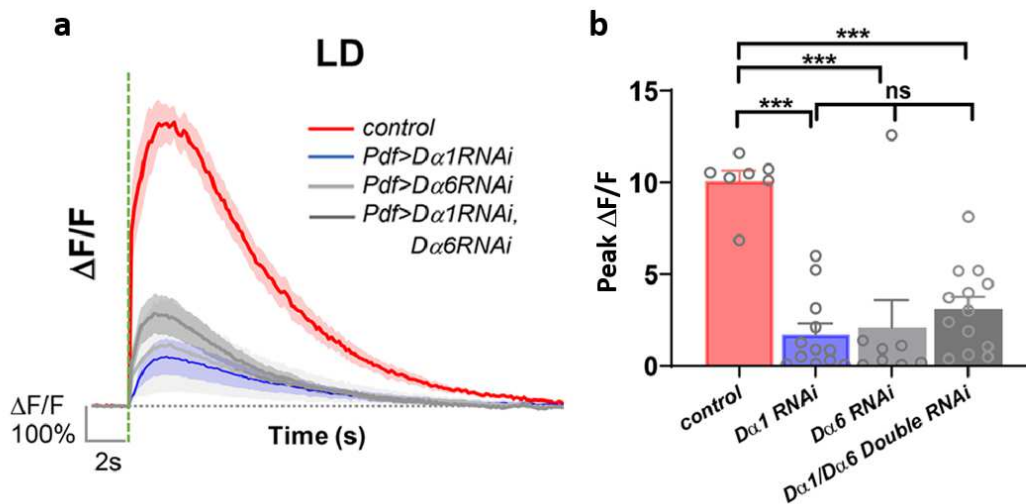 a
LD
ΔF/F
control
Pdf>Dα1RNAi
Pdf>Dα6RNAi
Pdf>Dα1RNAi,
Dα6RNAi
ΔF/F
100%
2s
Time (s)
b
***
***
***
ns
Peak ΔF/F
15
10
5
0
control
Dα1 RNAi
Dα6 RNAi
Dα1/Dα6 Double RNAi